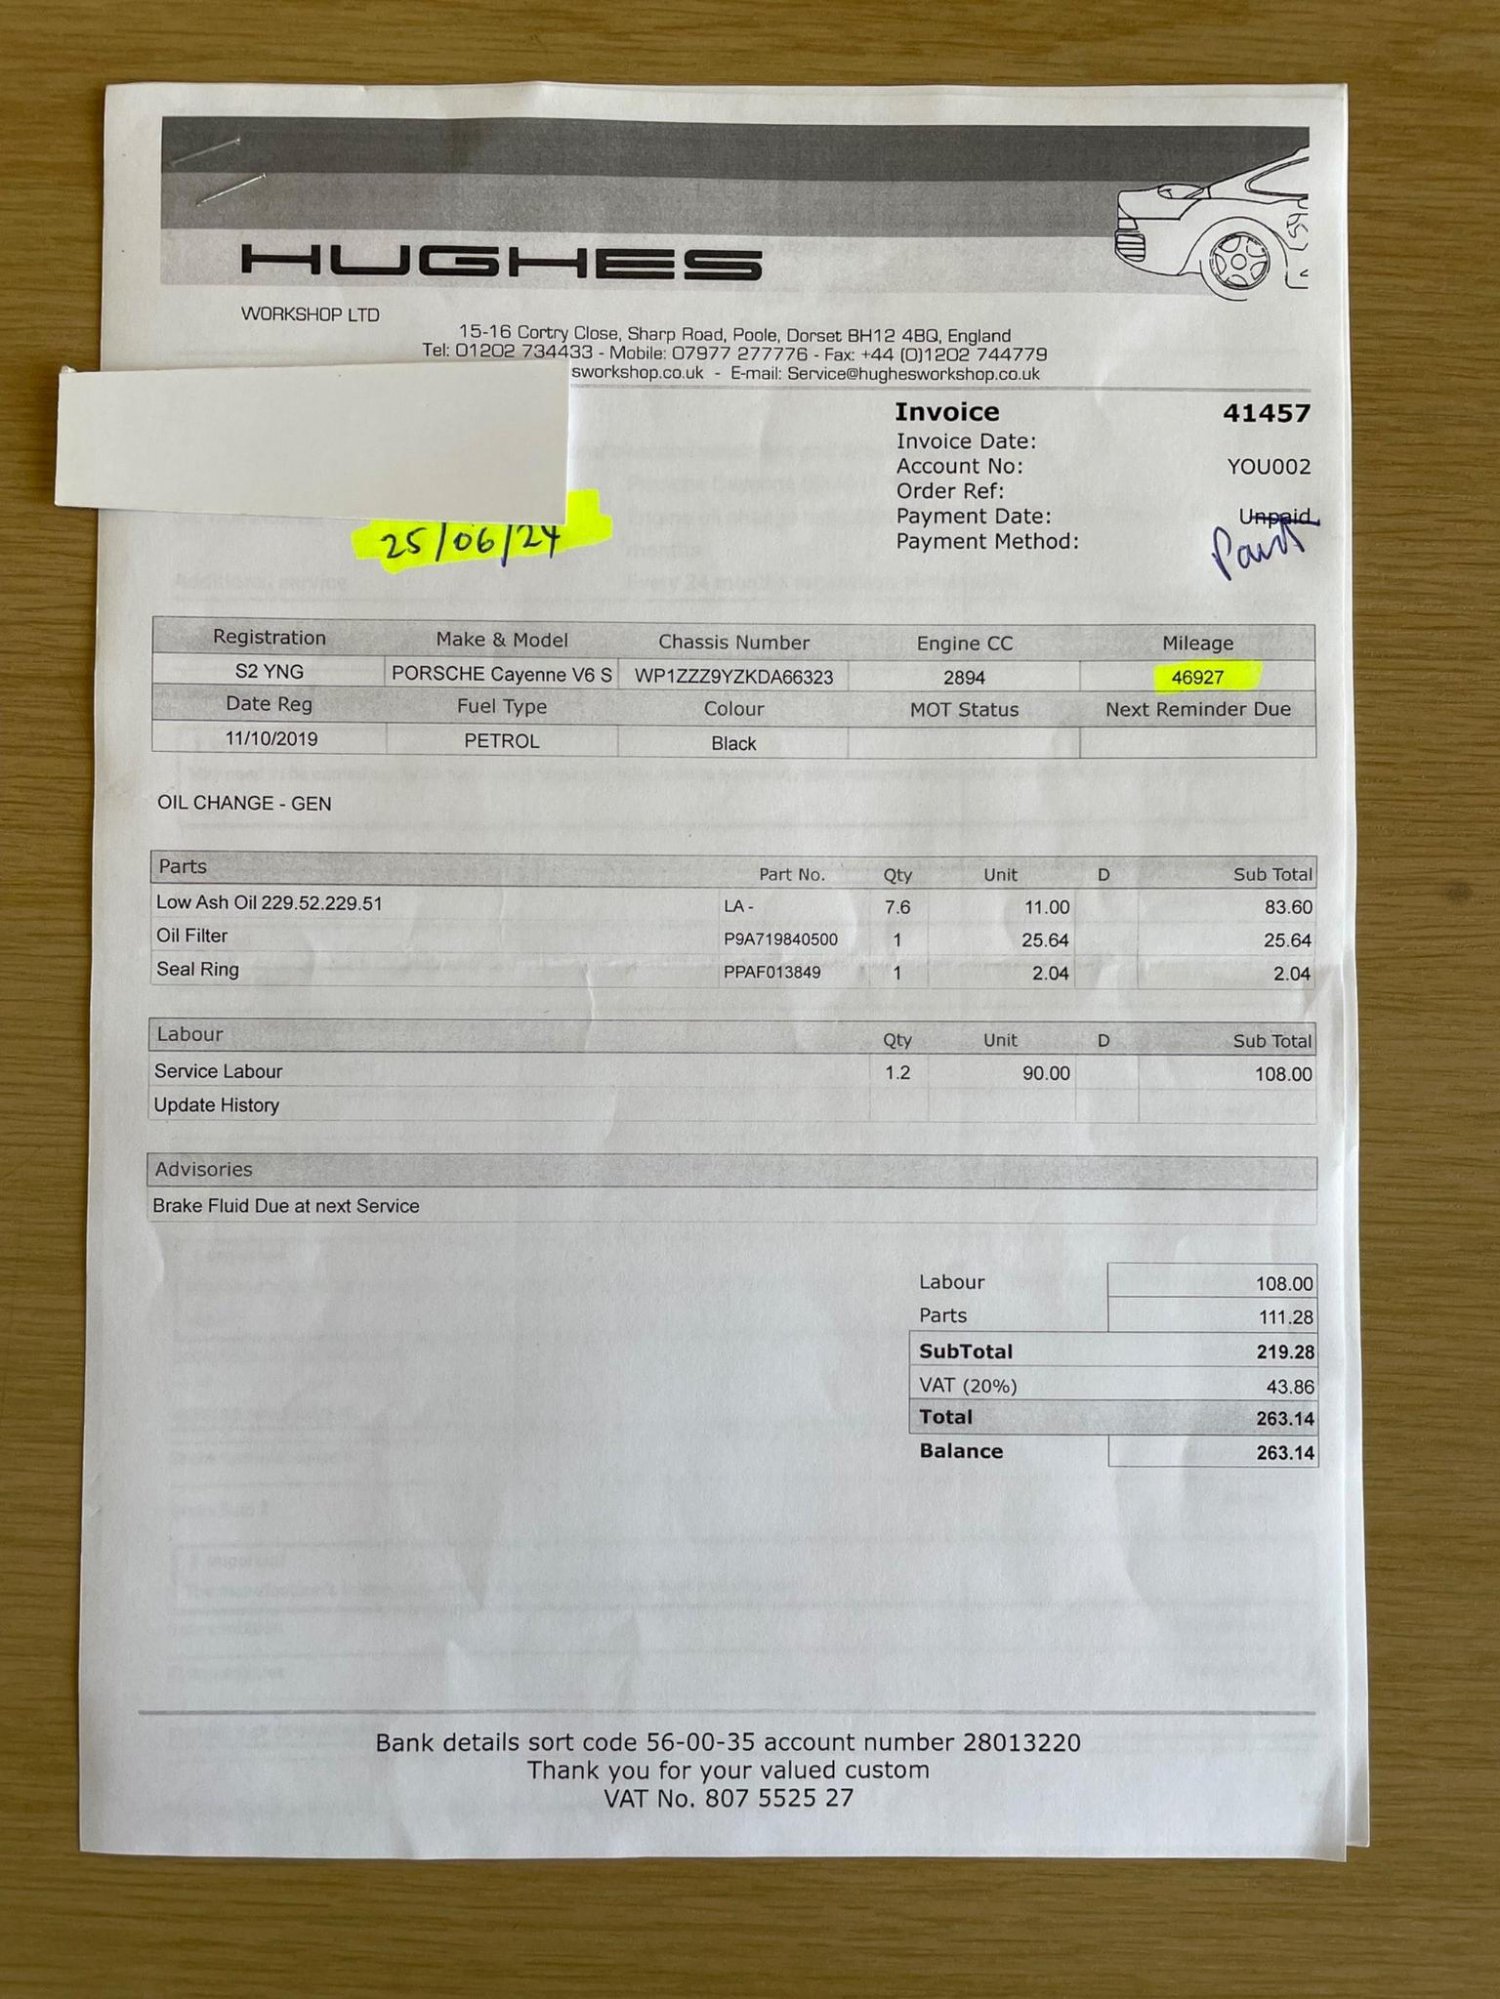 HUGHES
WORKSHOP LTD
15-16 Cortry Close, Sharp Road, Poole, Dorset BH12 4BQ, England
Tel: 01202 734433 - Mobile: 07977 277776 - Fax: +44 (0)1202 744779
sworkshop.co.uk - E-mail: Service@hughesworkshop.co.uk
Invoice 41457
Invoice Date:
Account No: YOU002
Order Ref:
Payment Date: Unpaid
Payment Method: Paid
25/06/24
Registration Make & Model Chassis Number Engine CC Mileage
S2 YNG PORSCHE Cayenne V6 S WP1ZZZ9YZKDA66323 2894 46927
Date Reg Fuel Type Colour MOT Status Next Reminder Due
11/10/2019 PETROL Black
OIL CHANGE - GEN
Parts Part No. Qty Unit D Sub Total
Low Ash Oil 229.52.229.51 LA - 7.6 11.00 83.60
Oil Filter P9A719840500 1 25.64 25.64
Seal Ring PPAF013849 1 2.04 2.04
Labour Qty Unit D Sub Total
Service Labour 1.2 90.00 108.00
Update History
Advisories
Brake Fluid Due at next Service
Labour 108.00
Parts 111.28
SubTotal 219.28
VAT (20%) 43.86
Total 263.14
Balance 263.14
Bank details sort code 56-00-35 account number 28013220
Thank you for your valued custom
VAT No. 807 5525 27